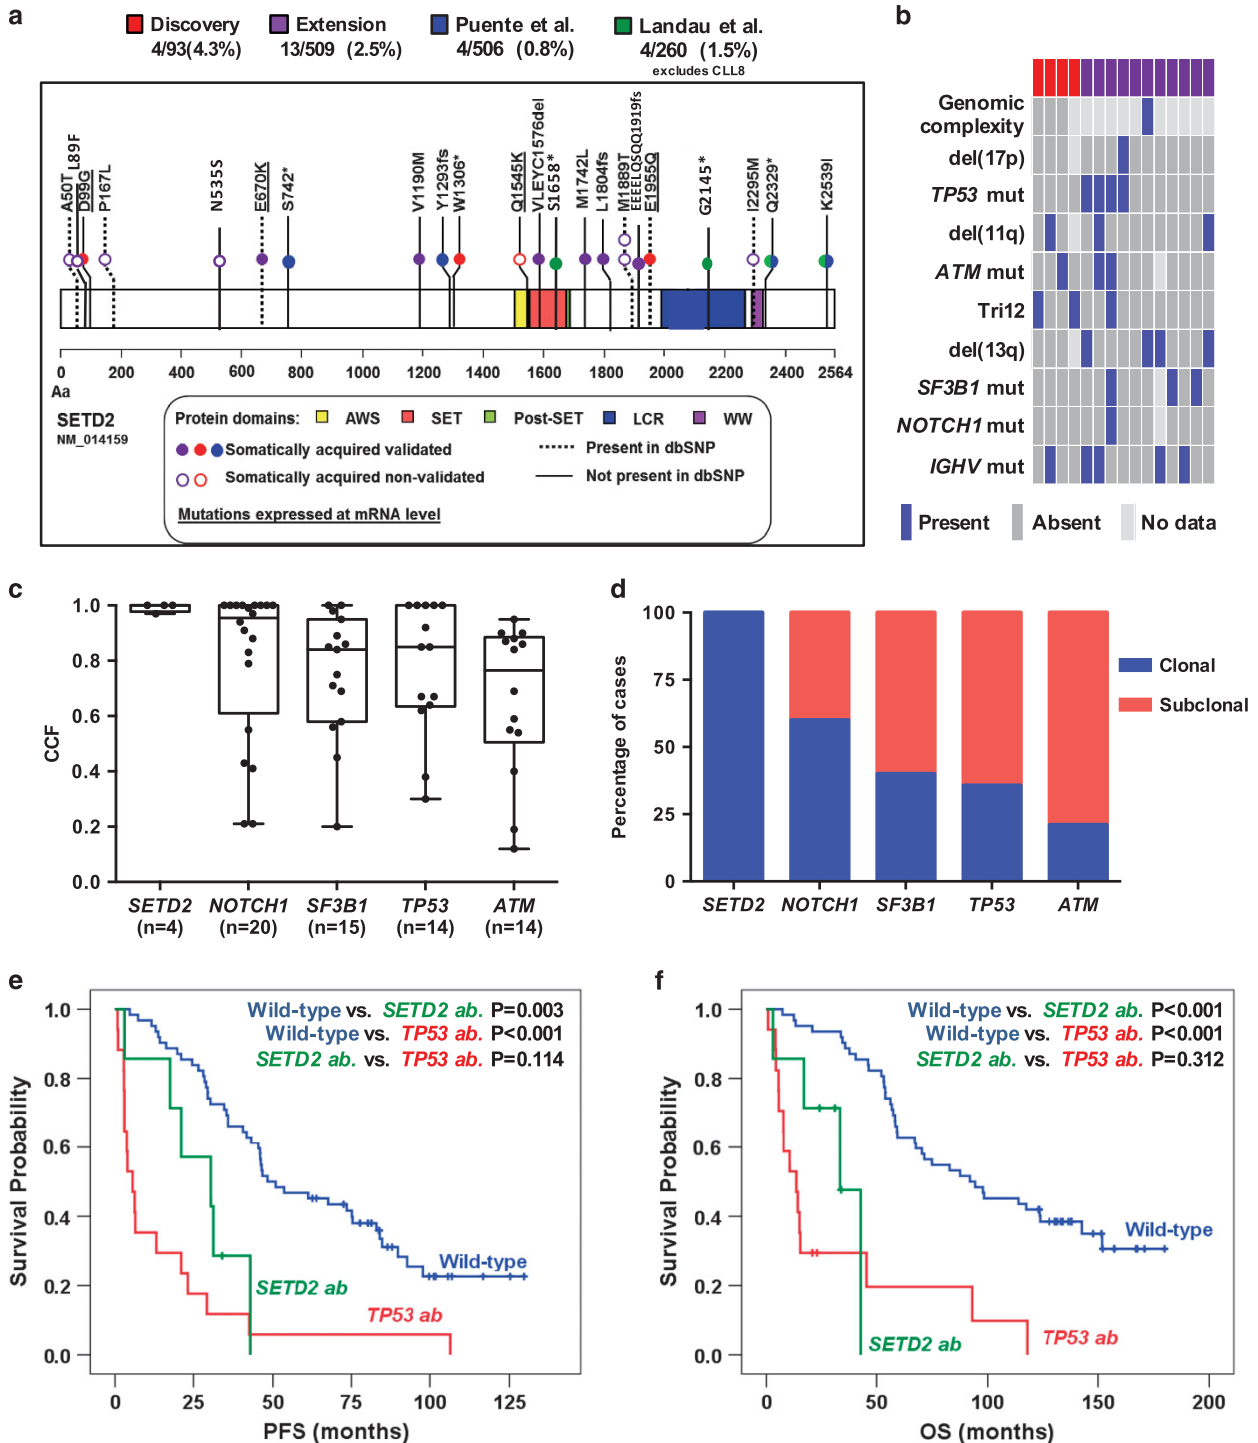 a
Discovery
4/93(4.3%)
Extension
13/509 (2.5%)
Puente et al.
4/506 (0.8%)
Landau et al.
4/260 (1.5%)
excludes CLL8
A50T
L89F
D99G
P167L
N535S
E670K
S742*
V1190M
Y1293fs
W1306*
Q1545K
VLEYC1576del
S1658*
M1742L
L1804fs
M1889T
EEEELQSQQ1919fs
E1955Q
G2145*
I2295M
Q2329*
K2539I
0 200 400 600 800 1000 1200 1400 1600 1800 2000 2200 2400 2564
Aa
SETD2
NM_014159
Protein domains: AWS SET Post-SET LCR WW
Somatically acquired validated
Present in dbSNP
Somatically acquired non-validated
Not present in dbSNP
Mutations expressed at mRNA level
b
Genomic
complexity
del(17p)
TP53 mut
del(11q)
ATM mut
Tri12
del(13q)
SF3B1 mut
NOTCH1 mut
IGHV mut
Present Absent No data
c
CCF
1.0
0.8
0.6
0.4
0.2
0.0
SETD2 NOTCH1 SF3B1 TP53 ATM
(n=4) (n=20) (n=15) (n=14) (n=14)
d
Percentage of cases
100
75
50
25
0
SETD2 NOTCH1 SF3B1 TP53 ATM
Clonal
Subclonal
e
Survival Probability
1.0
0.8
0.6
0.4
0.2
0.0
Wild-type vs. SETD2 ab. P=0.003
Wild-type vs. TP53 ab. P<0.001
SETD2 ab. vs. TP53 ab. P=0.114
Wild-type
SETD2 ab
TP53 ab
0 25 50 75 100 125
PFS (months)
f
Survival Probability
1.0
0.8
0.6
0.4
0.2
0.0
Wild-type vs. SETD2 ab. P<0.001
Wild-type vs. TP53 ab. P<0.001
SETD2 ab. vs. TP53 ab. P=0.312
Wild-type
SETD2 ab
TP53 ab
0 50 100 150 200
OS (months)